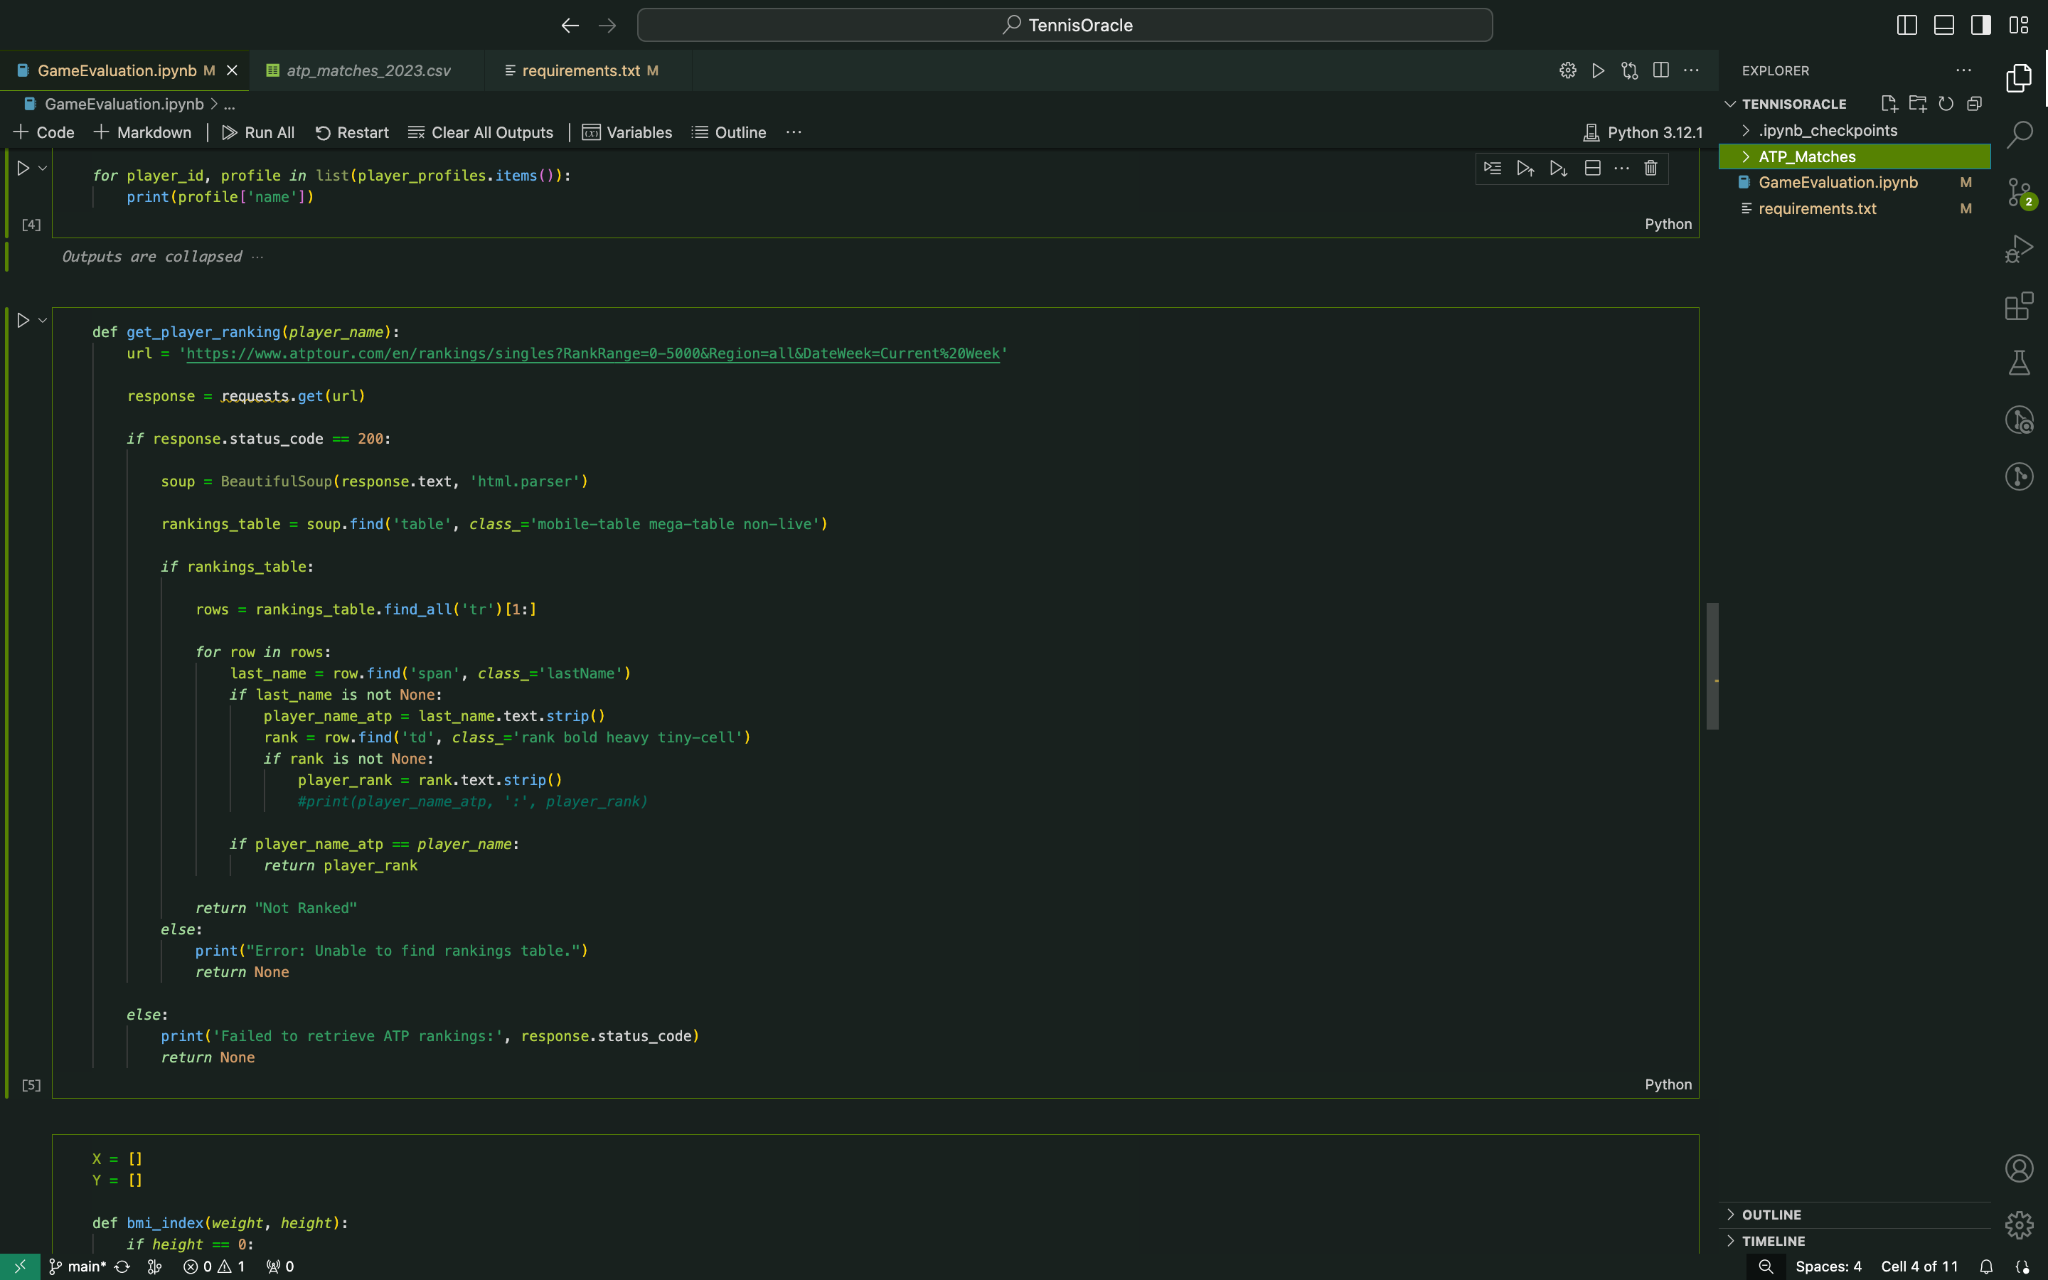 TennisOracle
GameEvaluation.ipynb M
atp_matches_2023.csv
requirements.txt M
EXPLORER
GameEvaluation.ipynb > ...
TENNISORACLE
+ Code + Markdown | Run All Restart Clear All Outputs | Variables Outline ...
Python 3.12.1
.ipynb_checkpoints
ATP_Matches
GameEvaluation.ipynb M
requirements.txt M
2
for player_id, profile in list(player_profiles.items()):
print(profile['name'])
[4]
Python
Outputs are collapsed ...
def get_player_ranking(player_name):
url = 'https://www.atptour.com/en/rankings/singles?RankRange=0-5000&Region=all&DateWeek=Current%20Week'
response = requests.get(url)
if response.status_code == 200:
soup = BeautifulSoup(response.text, 'html.parser')
rankings_table = soup.find('table', class_='mobile-table mega-table non-live')
if rankings_table:
rows = rankings_table.find_all('tr')[1:]
for row in rows:
last_name = row.find('span', class_='lastName')
if last_name is not None:
player_name_atp = last_name.text.strip()
rank = row.find('td', class_='rank bold heavy tiny-cell')
if rank is not None:
player_rank = rank.text.strip()
#print(player_name_atp, ':', player_rank)
if player_name_atp == player_name:
return player_rank
return "Not Ranked"
else:
print("Error: Unable to find rankings table.")
return None
else:
print('Failed to retrieve ATP rankings:', response.status_code)
return None
[5]
Python
X = []
Y = []
def bmi_index(weight, height):
if height == 0:
OUTLINE
TIMELINE
main* 0 1 0
Spaces: 4 Cell 4 of 11